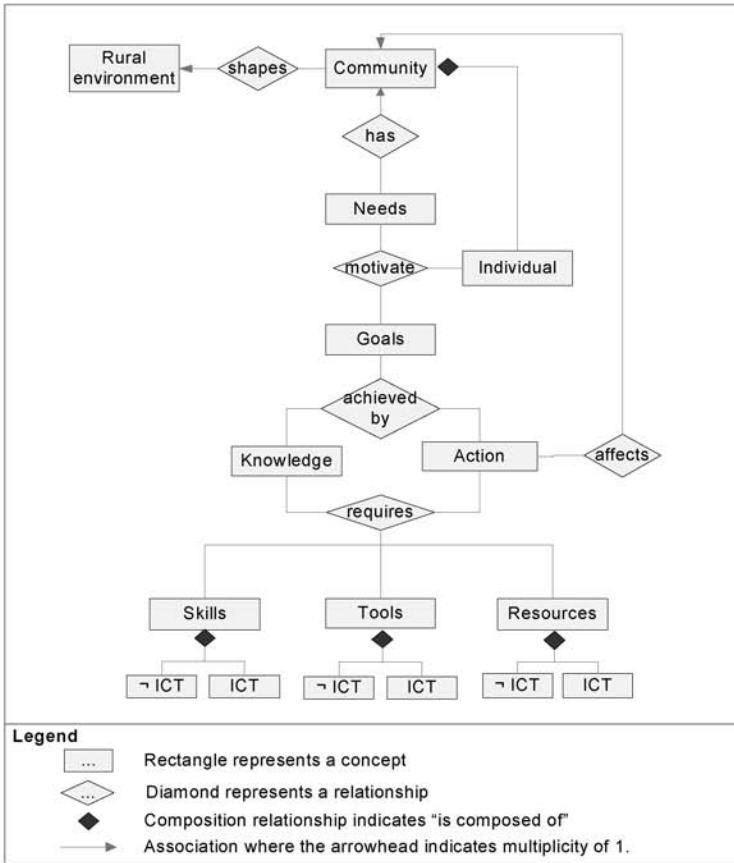 Rural
environment
shapes
Community
has
Needs
motivate
Individual
Goals
achieved
by
Knowledge
Action
affects
requires
Skills
Tools
Resources
¬ ICT
ICT
¬ ICT
ICT
¬ ICT
ICT
Legend
... Rectangle represents a concept
... Diamond represents a relationship
Composition relationship indicates “is composed of”
Association where the arrowhead indicates multiplicity of 1.